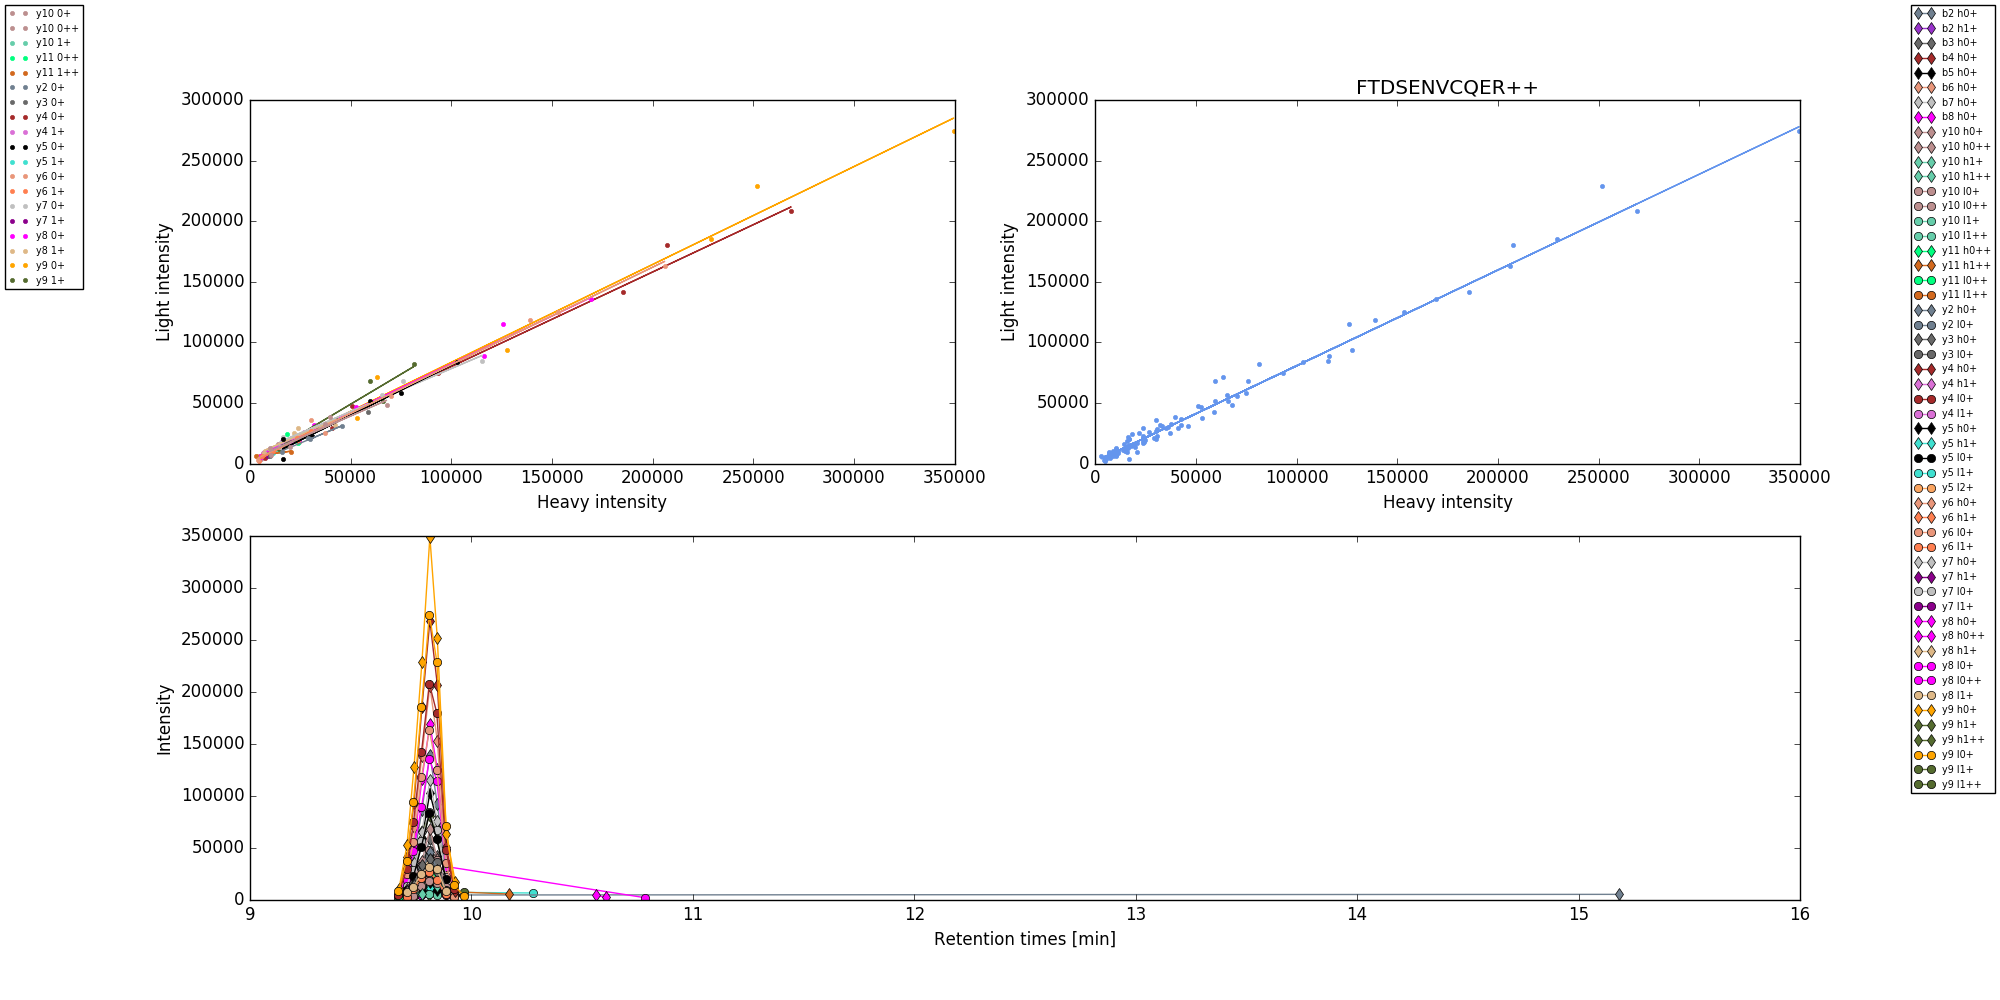 y10 0+
y10 0++
y10 1+
y11 0++
y11 1++
y2 0+
y3 0+
y4 0+
y4 1+
y5 0+
y5 1+
y6 0+
y6 1+
y7 0+
y7 1+
y8 0+
y8 1+
y9 0+
y9 1+
300000
250000
200000
150000
100000
50000
0
Light intensity
0 50000 100000 150000 200000 250000 300000 350000
Heavy intensity
FTDSENVCQER++
300000
250000
200000
150000
100000
50000
0
Light intensity
0 50000 100000 150000 200000 250000 300000 350000
Heavy intensity
350000
300000
250000
200000
150000
100000
50000
0
Intensity
9 10 11 12 13 14 15 16
Retention times [min]
b2 h0+
b2 h1+
b3 h0+
b4 h0+
b5 h0+
b6 h0+
b7 h0+
b8 h0+
y10 h0+
y10 h0++
y10 h1+
y10 h1++
y10 l0+
y10 l0++
y10 l1+
y10 l1++
y11 h0++
y11 h1++
y11 l0++
y11 l1++
y2 h0+
y2 l0+
y3 h0+
y3 l0+
y4 h0+
y4 h1+
y4 l0+
y4 l1+
y5 h0+
y5 h1+
y5 l0+
y5 l1+
y5 l2+
y6 h0+
y6 h1+
y6 l0+
y6 l1+
y7 h0+
y7 h1+
y7 l0+
y7 l1+
y8 h0+
y8 h0++
y8 h1+
y8 l0+
y8 l0++
y8 l1+
y9 h0+
y9 h1+
y9 h1++
y9 l0+
y9 l1+
y9 l1++